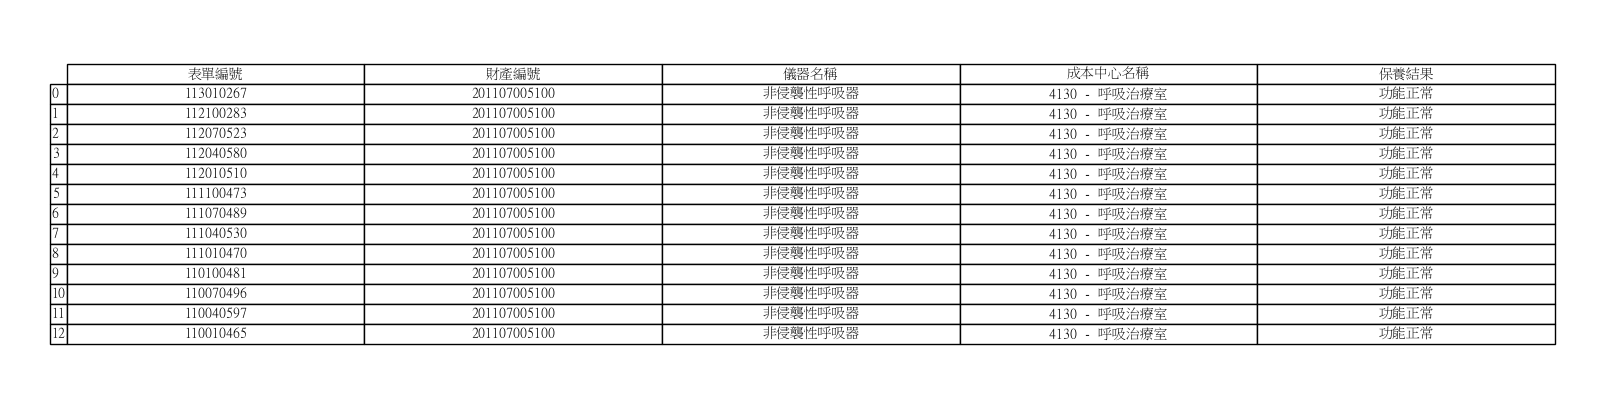 表單編號 財產編號 儀器名稱 成本中心名稱 保養結果
0 113010267 201107005100 非侵襲性呼吸器 4130 - 呼吸治療室 功能正常
1 112100283 201107005100 非侵襲性呼吸器 4130 - 呼吸治療室 功能正常
2 112070523 201107005100 非侵襲性呼吸器 4130 - 呼吸治療室 功能正常
3 112040580 201107005100 非侵襲性呼吸器 4130 - 呼吸治療室 功能正常
4 112010510 201107005100 非侵襲性呼吸器 4130 - 呼吸治療室 功能正常
5 111100473 201107005100 非侵襲性呼吸器 4130 - 呼吸治療室 功能正常
6 111070489 201107005100 非侵襲性呼吸器 4130 - 呼吸治療室 功能正常
7 111040530 201107005100 非侵襲性呼吸器 4130 - 呼吸治療室 功能正常
8 111010470 201107005100 非侵襲性呼吸器 4130 - 呼吸治療室 功能正常
9 110100481 201107005100 非侵襲性呼吸器 4130 - 呼吸治療室 功能正常
10 110070496 201107005100 非侵襲性呼吸器 4130 - 呼吸治療室 功能正常
11 110040597 201107005100 非侵襲性呼吸器 4130 - 呼吸治療室 功能正常
12 110010465 201107005100 非侵襲性呼吸器 4130 - 呼吸治療室 功能正常